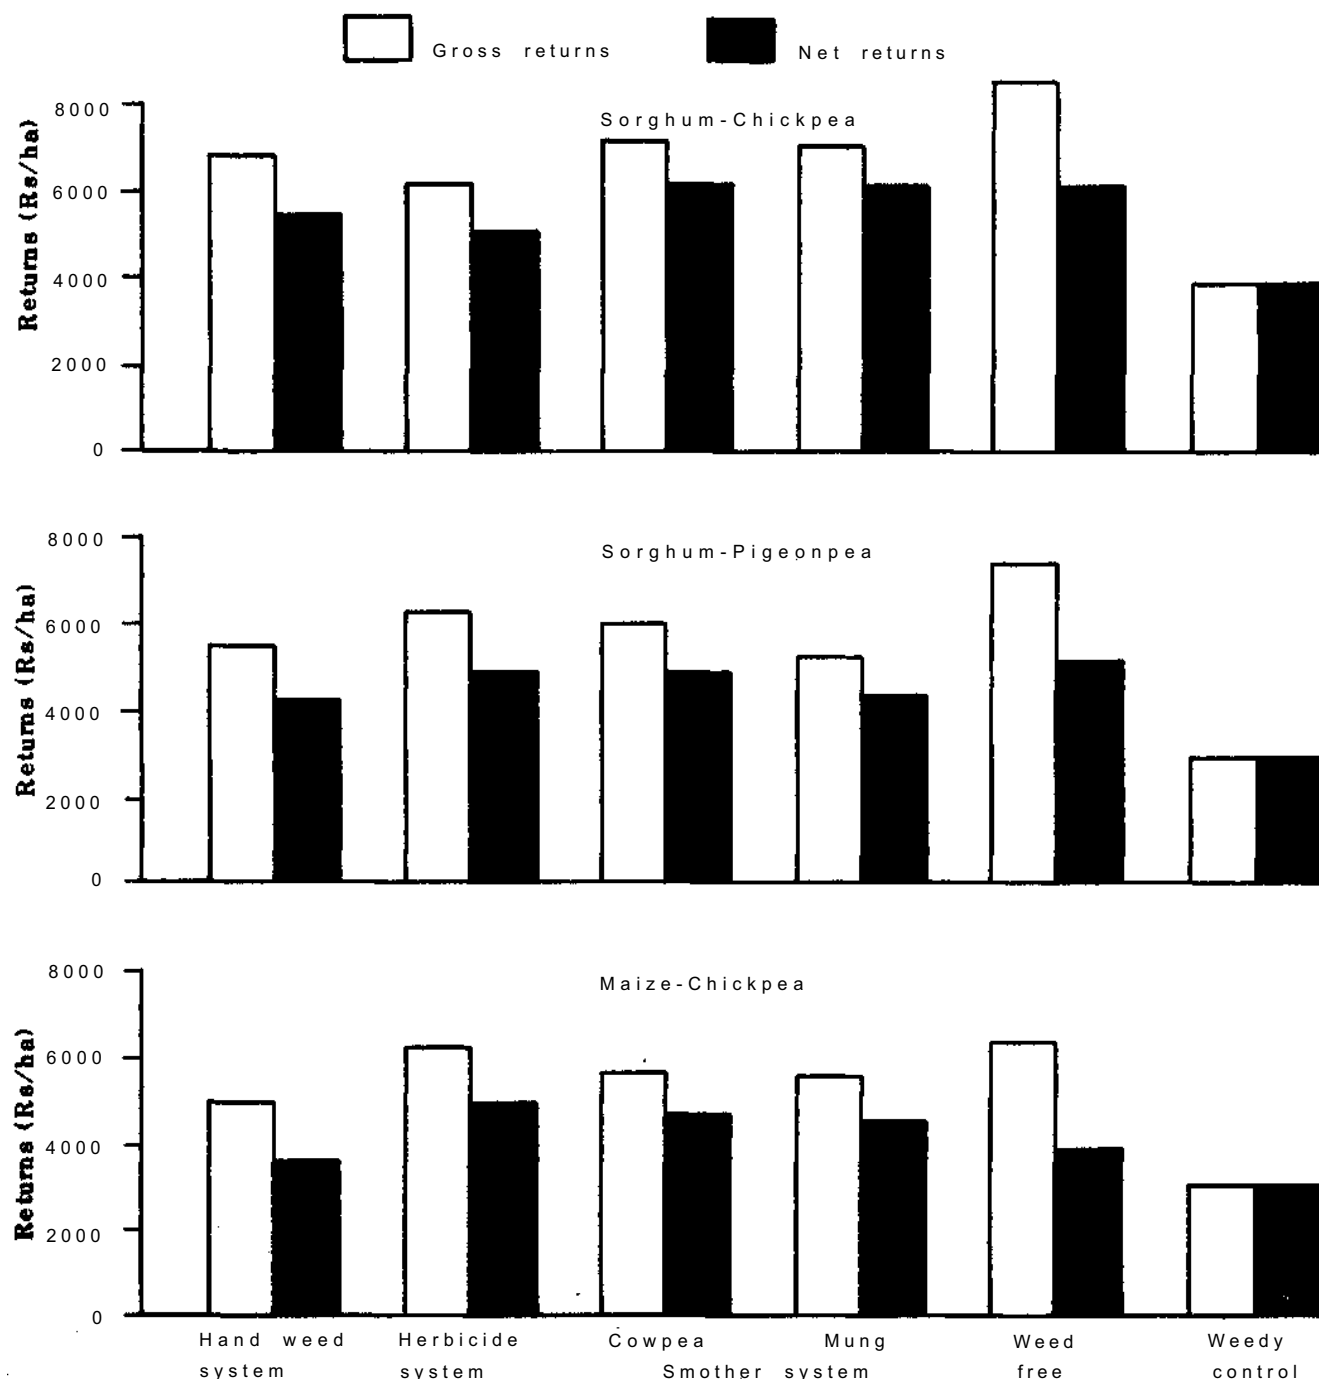 Gross returns
Net returns
Sorghum-Chickpea
Returns (Rs/ha)
8000
6000
4000
2000
0
Sorghum-Pigeonpea
Returns (Rs/ha)
8000
6000
4000
2000
0
Maize-Chickpea
Returns (Rs/ha)
8000
6000
4000
2000
0
Hand weed system
Herbicide system
Cowpea Mung
Smother system
Weed free
Weedy control